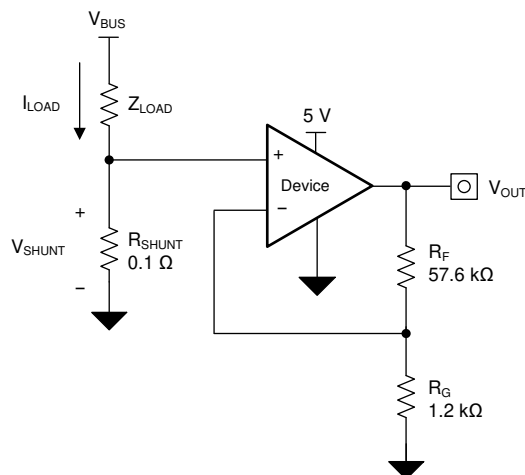 V_BUS
I_LOAD
Z_LOAD
5 V
+
Device
−
V_OUT
+
V_SHUNT
−
R_SHUNT
0.1 Ω
R_F
57.6 kΩ
R_G
1.2 kΩ